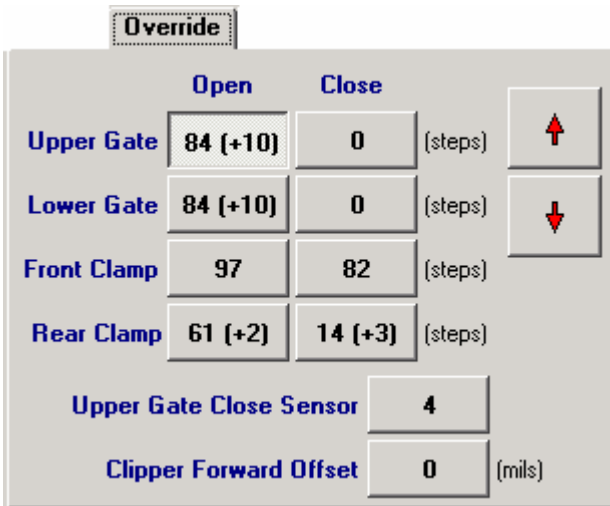 Override
Open Close
Upper Gate 84 (+10) 0 (steps)
Lower Gate 84 (+10) 0 (steps)
Front Clamp 97 82 (steps)
Rear Clamp 61 (+2) 14 (+3) (steps)
Upper Gate Close Sensor 4
Clipper Forward Offset 0 (mils)